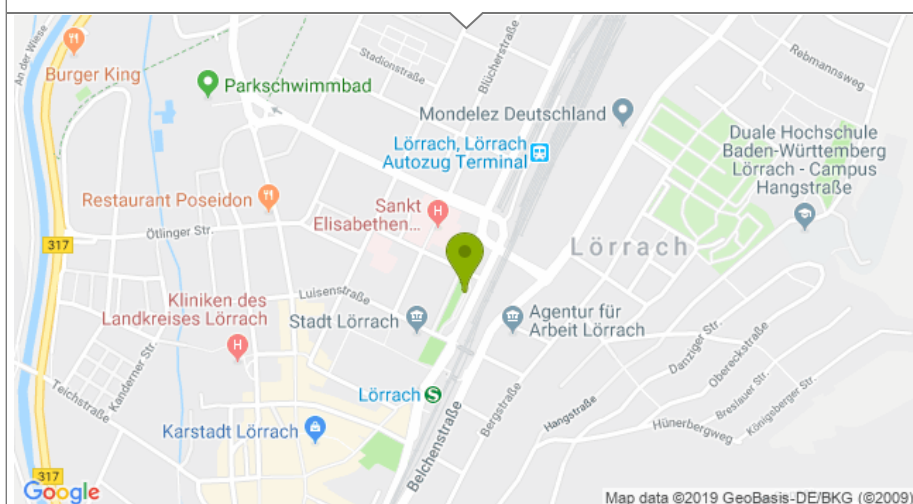 An der Wiese
Burger King
Stadionstraße
Blücherstraße
Rebmannsweg
Parkschwimmbad
Mondelez Deutschland
Lörrach, Lörrach
Autozug Terminal
Duale Hochschule
Baden-Württemberg
Lörrach - Campus
Hangstraße
Restaurant Poseidon
Sankt
Elisabethen...
H
Ötlinger Str.
317
Lörrach
Kliniken des
Landkreises Lörrach
H
Luisenstraße
Stadt Lörrach
Agentur für
Arbeit Lörrach
Danziger Str.
Obereckstraße
Kanderner Str.
Teichstraße
Lörrach S
Belchenstraße
Bergstraße
Hangstraße
Hünerbergweg
Breslauer Str.
Königsberger Str.
Karstadt Lörrach
317
Google
Map data ©2019 GeoBasis-DE/BKG (©2009)